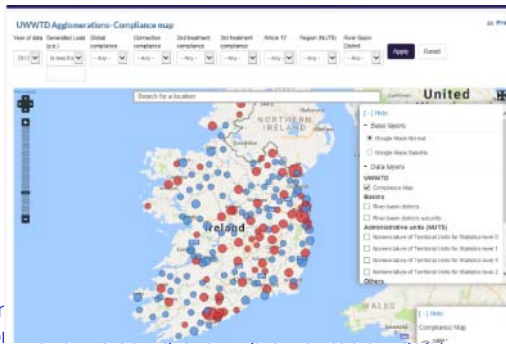 UWWTD Agglomerations- Compliance map
Year of data Generated Load (p.e.) Global compliance Connection compliance 2nd treatment compliance 3rd treatment compliance Article 17 Region (NUTS) River Basin District
2012 - Any - - Any - - Any - - Any - - Any - - Any - - Any - Apply Reset
Search for a location
United
NORTHERN
IRELAND
Ireland
WALES
[-] Hide
- Base layers
Google Maps Normal
Google Maps Satellite
- Data layers
UWWTD
Compliance Map
Basins
River basin districts
River basin districts subunits
Administrative units (NUTS)
Nomenclature of Territorial Units for Statistics level 0
Nomenclature of Territorial Units for Statistics level 1
Nomenclature of Territorial Units for Statistics level 3
Nomenclature of Territorial Units for Statistics level 2
Others
[-] Hide
Compliance Map